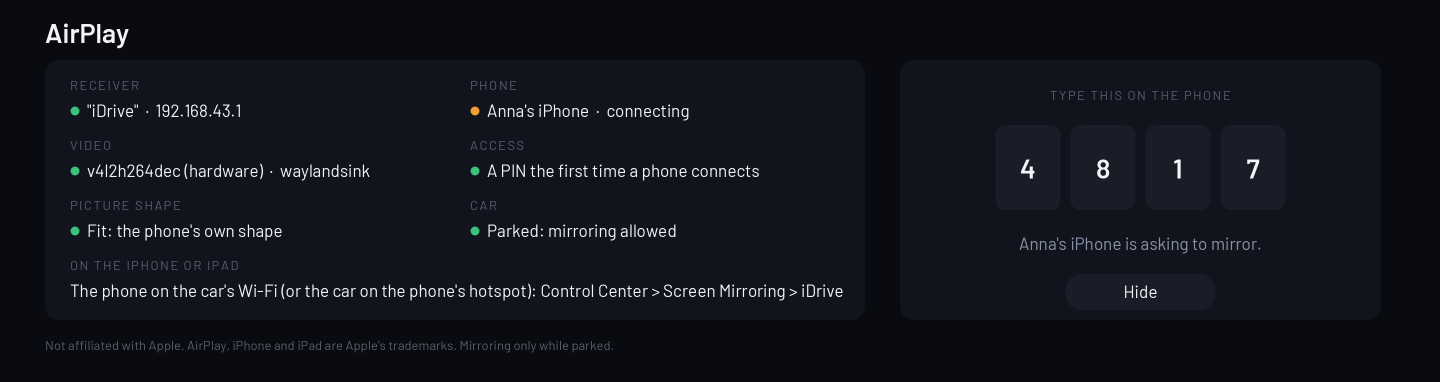 AirPlay
RECEIVER
"iDrive" · 192.168.43.1
PHONE
Anna's iPhone · connecting
VIDEO
v4l2h264dec (hardware) · waylandsink
ACCESS
A PIN the first time a phone connects
PICTURE SHAPE
Fit: the phone's own shape
CAR
Parked: mirroring allowed
ON THE IPHONE OR IPAD
The phone on the car's Wi-Fi (or the car on the phone's hotspot): Control Center > Screen Mirroring > iDrive
TYPE THIS ON THE PHONE
4 8 1 7
Anna's iPhone is asking to mirror.
Hide
Not affiliated with Apple. AirPlay, iPhone and iPad are Apple's trademarks. Mirroring only while parked.